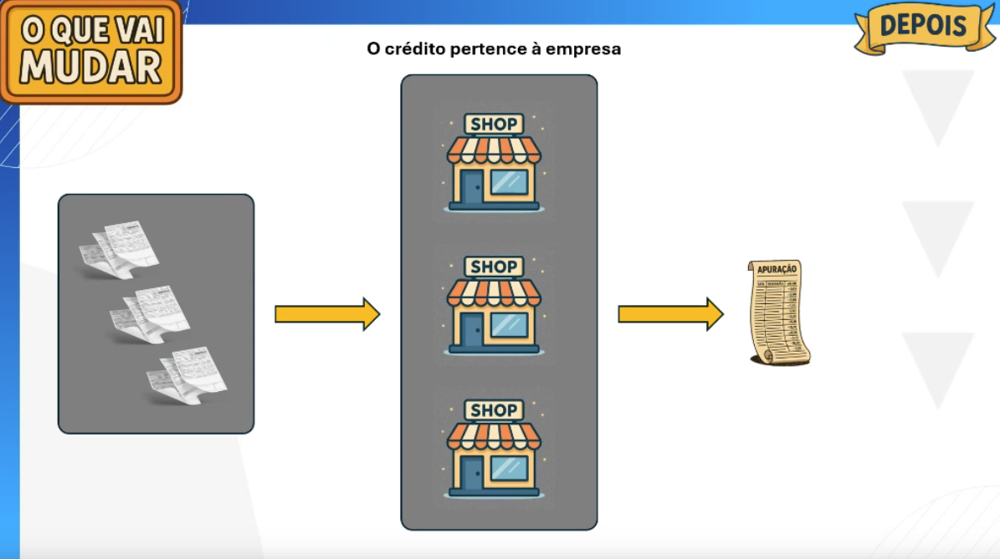 O QUE VAI
MUDAR
DEPOIS
O crédito pertence à empresa
SHOP
SHOP
SHOP
APURAÇÃO